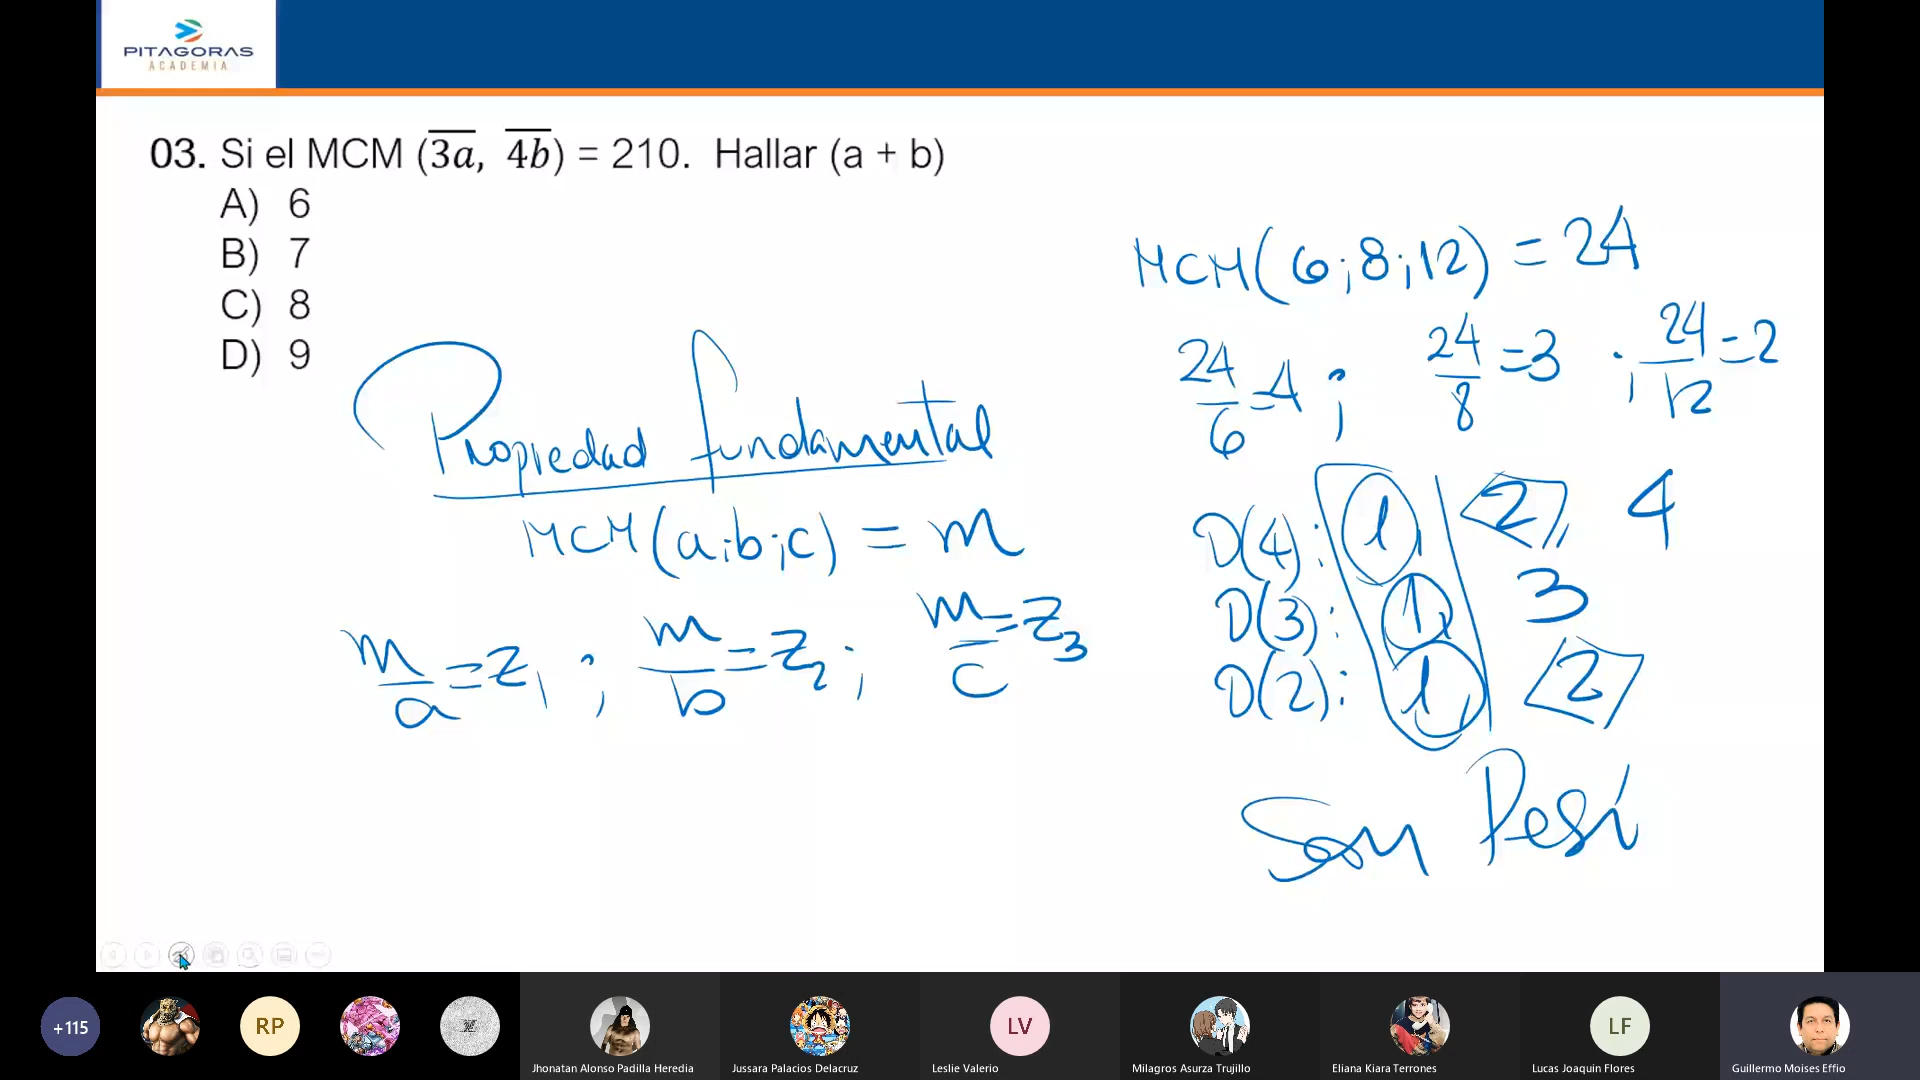 PITAGORAS
ACADEMIA
03. Si el MCM (3a, 4b) = 210. Hallar (a + b)
A) 6
B) 7
C) 8
D) 9
Propiedad fundamental
MCM(a;b;c) = m
m/a = z1 ; m/b = z2 ; m/c = z3
MCM(6;8;12) = 24
24/6 = 4 ; 24/8 = 3 ; 24/12 = 2
D(4): 1, 2, 4
D(3): 1, 3
D(2): 1, 2
Son Pesi
+115
RP
LV
LF
Jhonatan Alonso Padilla Heredia
Jussara Palacios Delacruz
Leslie Valerio
Milagros Asurza Trujillo
Eliana Kiara Terrones
Lucas Joaquin Flores
Guillermo Moises Effio